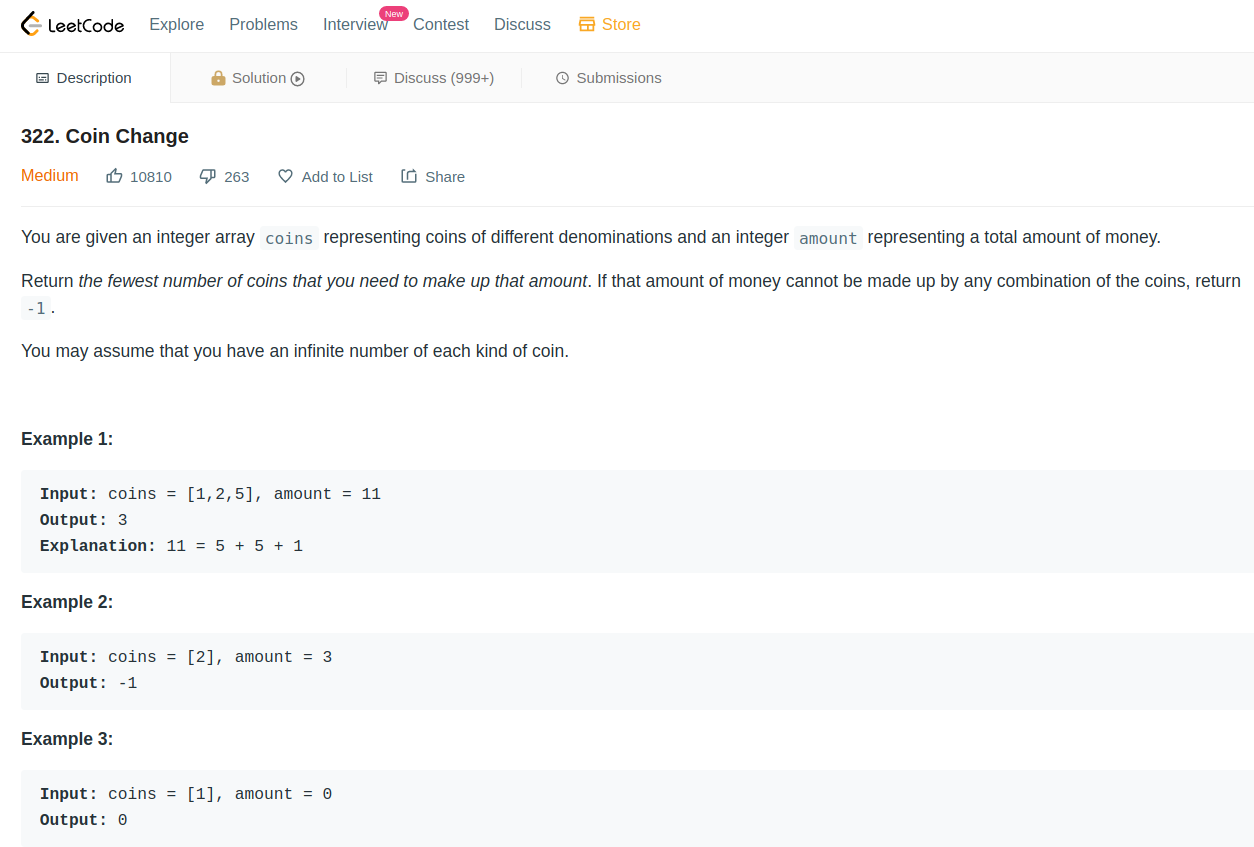 LeetCode Explore Problems Interview New Contest Discuss Store
Description Solution Discuss (999+) Submissions
322. Coin Change
Medium 10810 263 Add to List Share
You are given an integer array coins representing coins of different denominations and an integer amount representing a total amount of money.
Return the fewest number of coins that you need to make up that amount. If that amount of money cannot be made up by any combination of the coins, return
-1 .
You may assume that you have an infinite number of each kind of coin.
Example 1:
Input: coins = [1,2,5], amount = 11
Output: 3
Explanation: 11 = 5 + 5 + 1
Example 2:
Input: coins = [2], amount = 3
Output: -1
Example 3:
Input: coins = [1], amount = 0
Output: 0